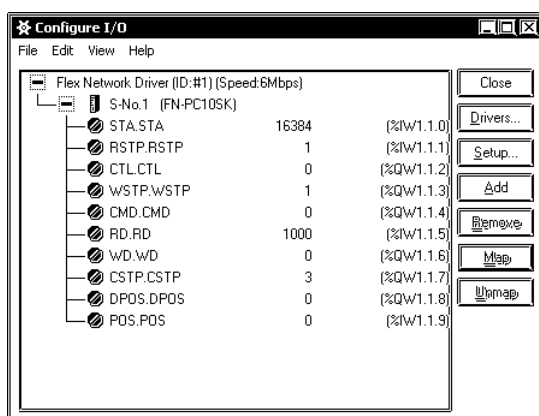 Configure I/O
File Edit View Help
Flex Network Driver (ID:#1) (Speed:6Mbps)
S-No.1 (FN-PC10SK)
STA.STA 16384 (%IW1.1.0)
RSTP.RSTP 1 (%IW1.1.1)
CTL.CTL 0 (%QW1.1.2)
WSTP.WSTP 1 (%QW1.1.3)
CMD.CMD 0 (%QW1.1.4)
RD.RD 1000 (%IW1.1.5)
WD.WD 0 (%QW1.1.6)
CSTP.CSTP 3 (%QW1.1.7)
DPOS.DPOS 0 (%QW1.1.8)
POS.POS 0 (%IW1.1.9)
Close
Drivers...
Setup...
Add
Remove
Map
Unmap